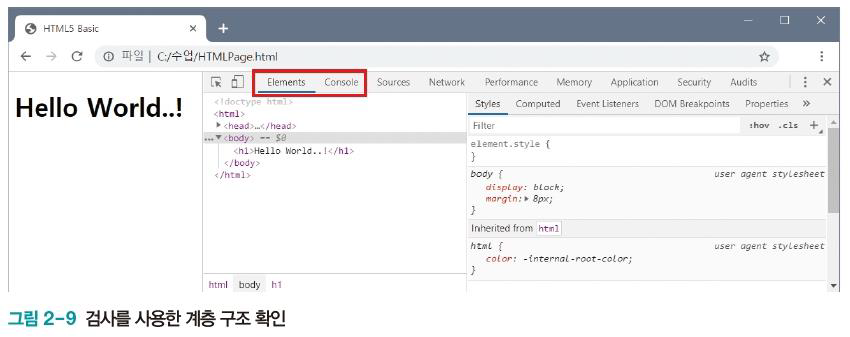 HTML5 Basic
파일 | C:/수업/HTMLPage.html
Hello World..!
Elements Console Sources Network Performance Memory Application Security Audits
<!doctype html>
<html>
<head>…</head>
<body> == $0
<h1>Hello World..!</h1>
</body>
</html>
html body h1
Styles Computed Event Listeners DOM Breakpoints Properties »
Filter :hov .cls +
element.style {
}
body { user agent stylesheet
display: block;
margin: 8px;
}
Inherited from html
html { user agent stylesheet
color: -internal-root-color;
}
그림 2-9 검사를 사용한 계층 구조 확인